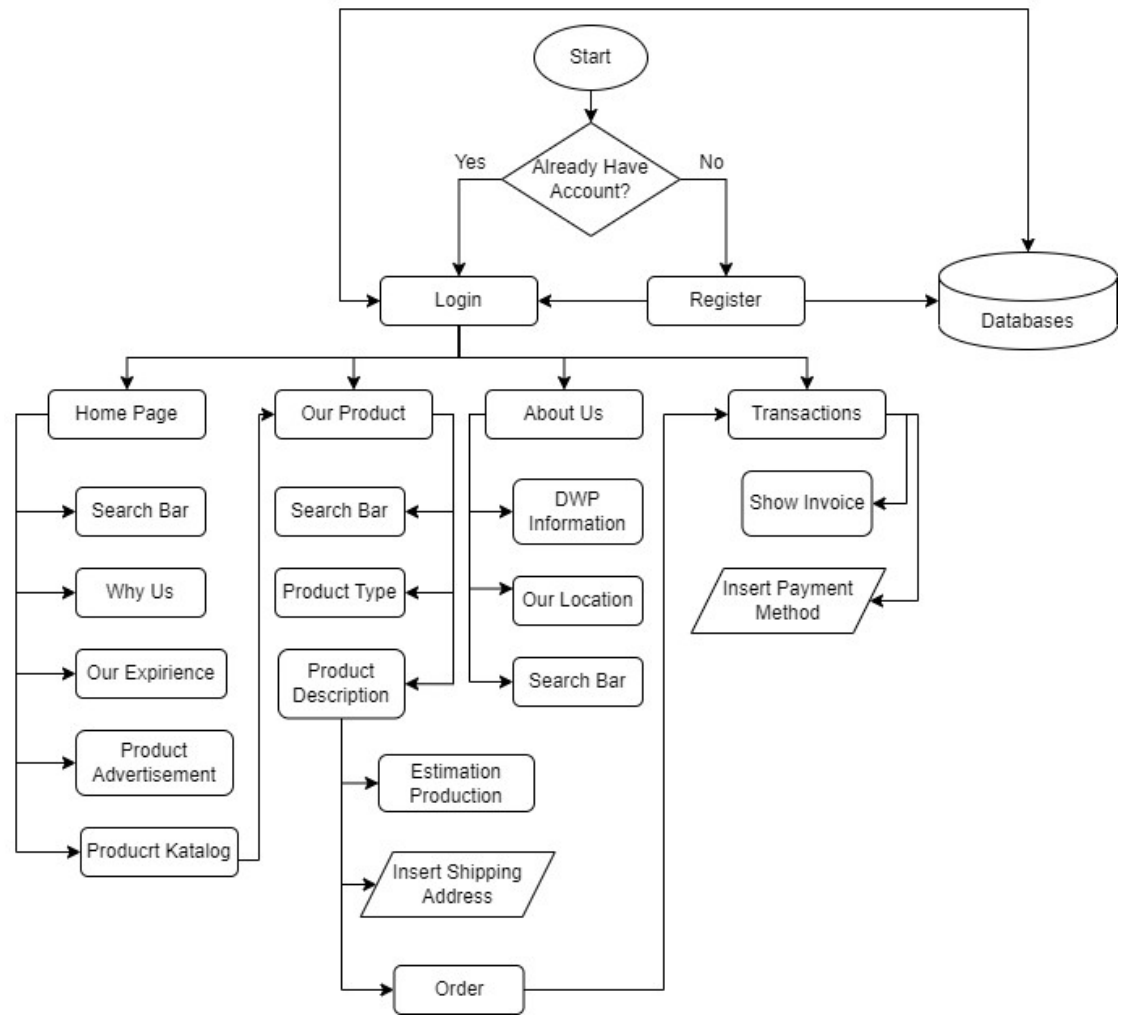 Start
Already Have
Account?
Yes
No
Login
Register
Databases
Home Page
Our Product
About Us
Transactions
Search Bar
Why Us
Our Expirience
Product
Advertisement
Producrt Katalog
Search Bar
Product Type
Product
Description
Estimation
Production
Insert Shipping
Address
Order
DWP
Information
Our Location
Search Bar
Show Invoice
Insert Payment
Method